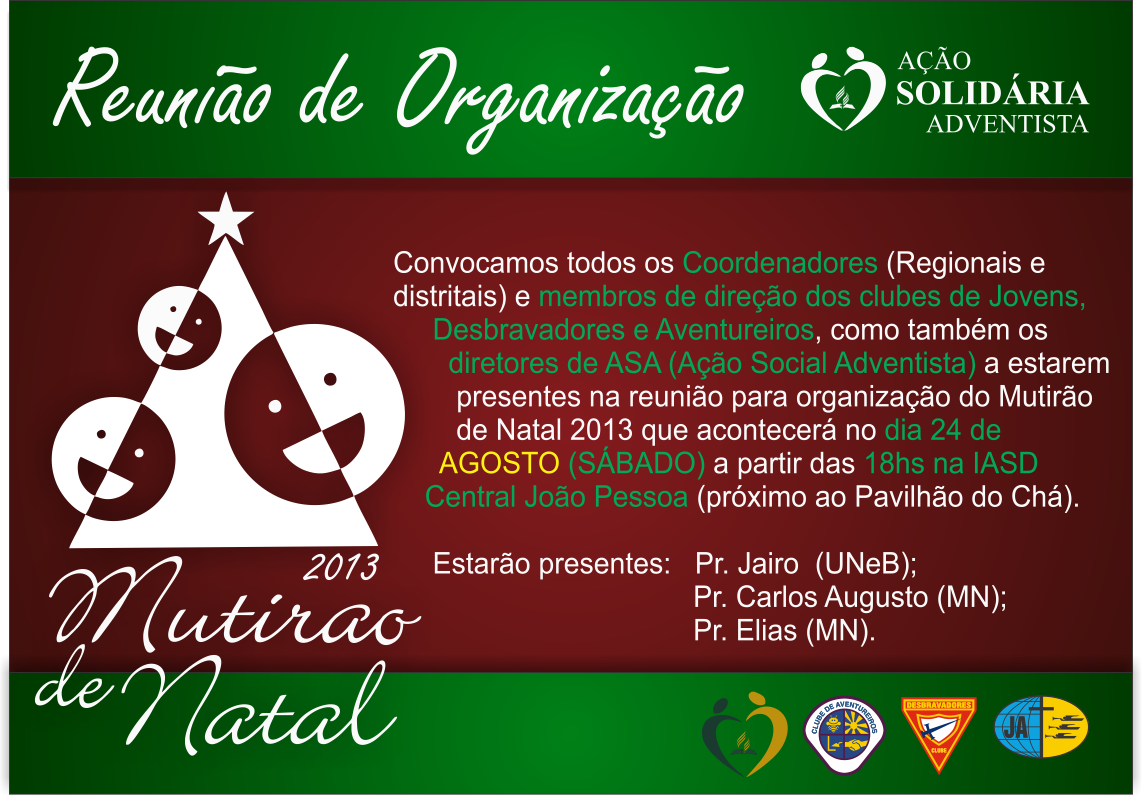 Reunião de Organização
AÇÃO
SOLIDÁRIA
ADVENTISTA
Convocamos todos os Coordenadores (Regionais e
distritais) e membros de direção dos clubes de Jovens,
Desbravadores e Aventureiros, como também os
diretores de ASA (Ação Social Adventista) a estarem
presentes na reunião para organização do Mutirão
de Natal 2013 que acontecerá no dia 24 de
AGOSTO (SÁBADO) a partir das 18hs na IASD
Central João Pessoa (próximo ao Pavilhão do Chá).
Estarão presentes: Pr. Jairo (UNeB);
Pr. Carlos Augusto (MN);
Pr. Elias (MN).
2013
Mutirao
de Natal
CLUBE DE AVENTUREIROS
DESBRAVADORES
CLUBE
JA